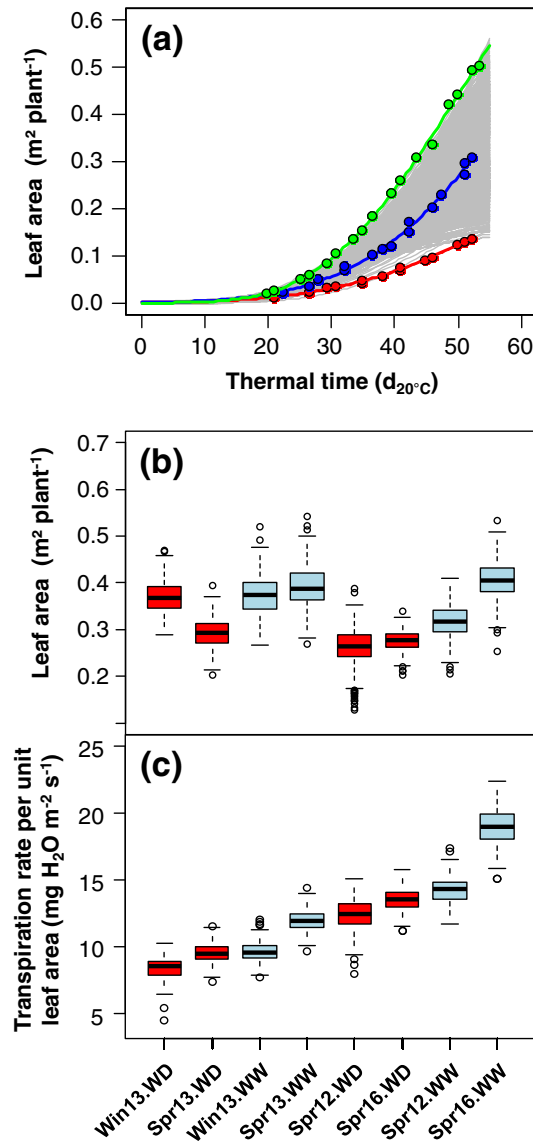 (a)
Leaf area (m² plant⁻¹)
0.6
0.5
0.4
0.3
0.2
0.1
0.0
0 10 20 30 40 50 60
Thermal time (d20°C)
(b)
Leaf area (m² plant⁻¹)
0.7
0.6
0.5
0.4
0.3
0.2
(c)
Transpiration rate per unit
leaf area (mg H₂O m⁻² s⁻¹)
25
20
15
10
5
Win13.WD Spr13.WD Win13.WW Spr13.WW Spr12.WD Spr16.WD Spr12.WW Spr16.WW